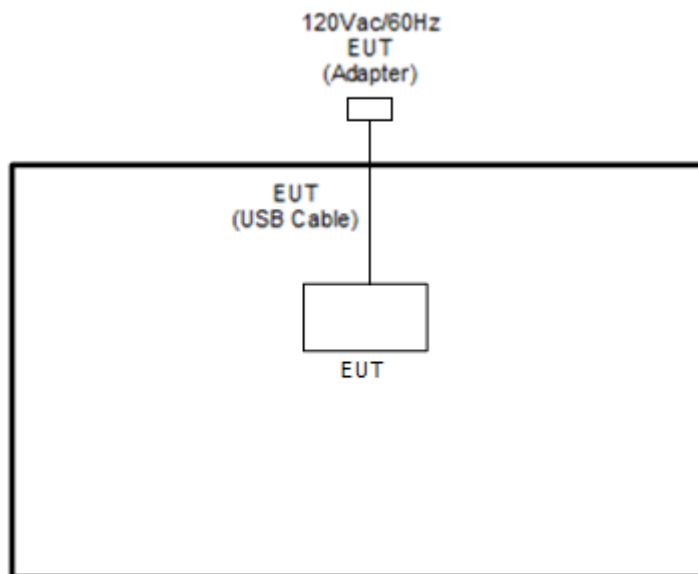 120Vac/60Hz
EUT
(Adapter)
EUT
(USB Cable)
EUT